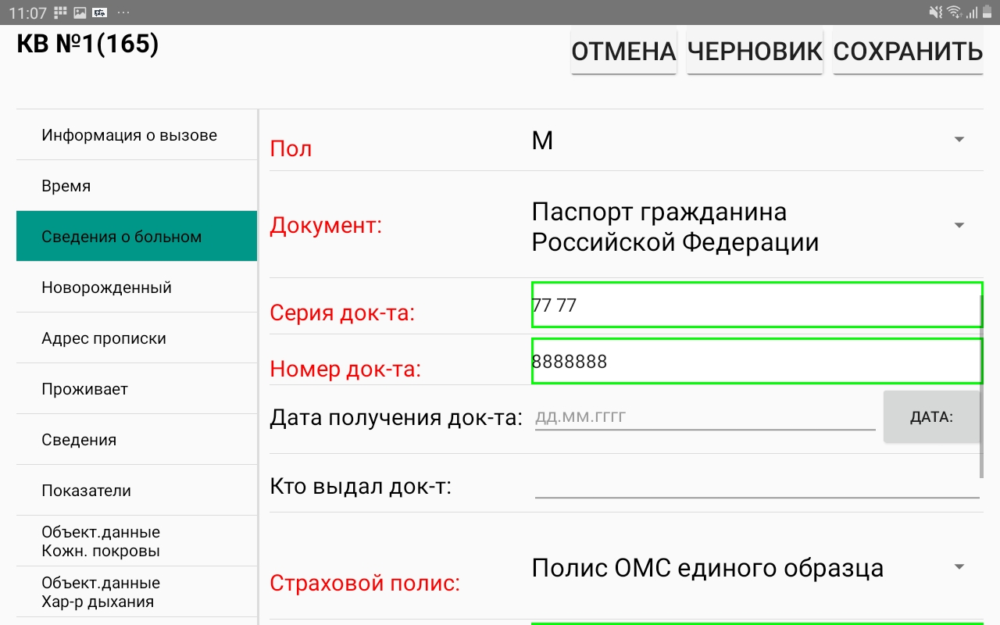 11:07
КВ №1(165)
ОТМЕНА ЧЕРНОВИК СОХРАНИТЬ
Информация о вызове
Время
Сведения о больном
Новорожденный
Адрес прописки
Проживает
Сведения
Показатели
Объект.данные
Кожн. покровы
Объект.данные
Хар-р дыхания
Пол
М
Документ:
Паспорт гражданина
Российской Федерации
Серия док-та:
77 77
Номер док-та:
8888888
Дата получения док-та:
дд.мм.гггг
ДАТА:
Кто выдал док-т:
Страховой полис:
Полис ОМС единого образца